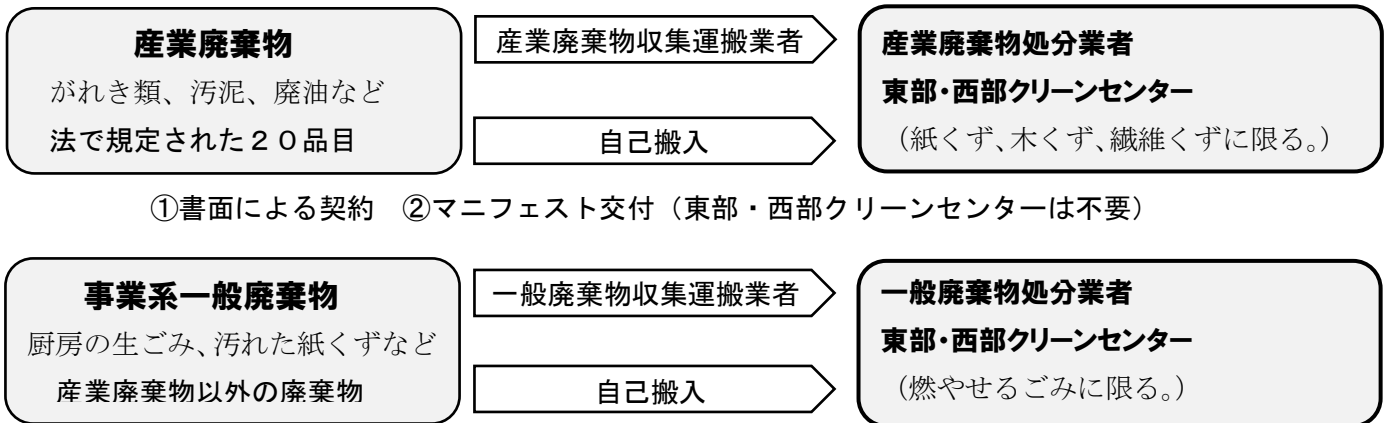 産業廃棄物
がれき類、汚泥、廃油など
法で規定された２０品目
産業廃棄物収集運搬業者
自己搬入
産業廃棄物処分業者
東部・西部クリーンセンター
（紙くず、木くず、繊維くずに限る。）
①書面による契約　②マニフェスト交付（東部・西部クリーンセンターは不要）
事業系一般廃棄物
厨房の生ごみ、汚れた紙くずなど
産業廃棄物以外の廃棄物
一般廃棄物収集運搬業者
自己搬入
一般廃棄物処分業者
東部・西部クリーンセンター
（燃やせるごみに限る。）